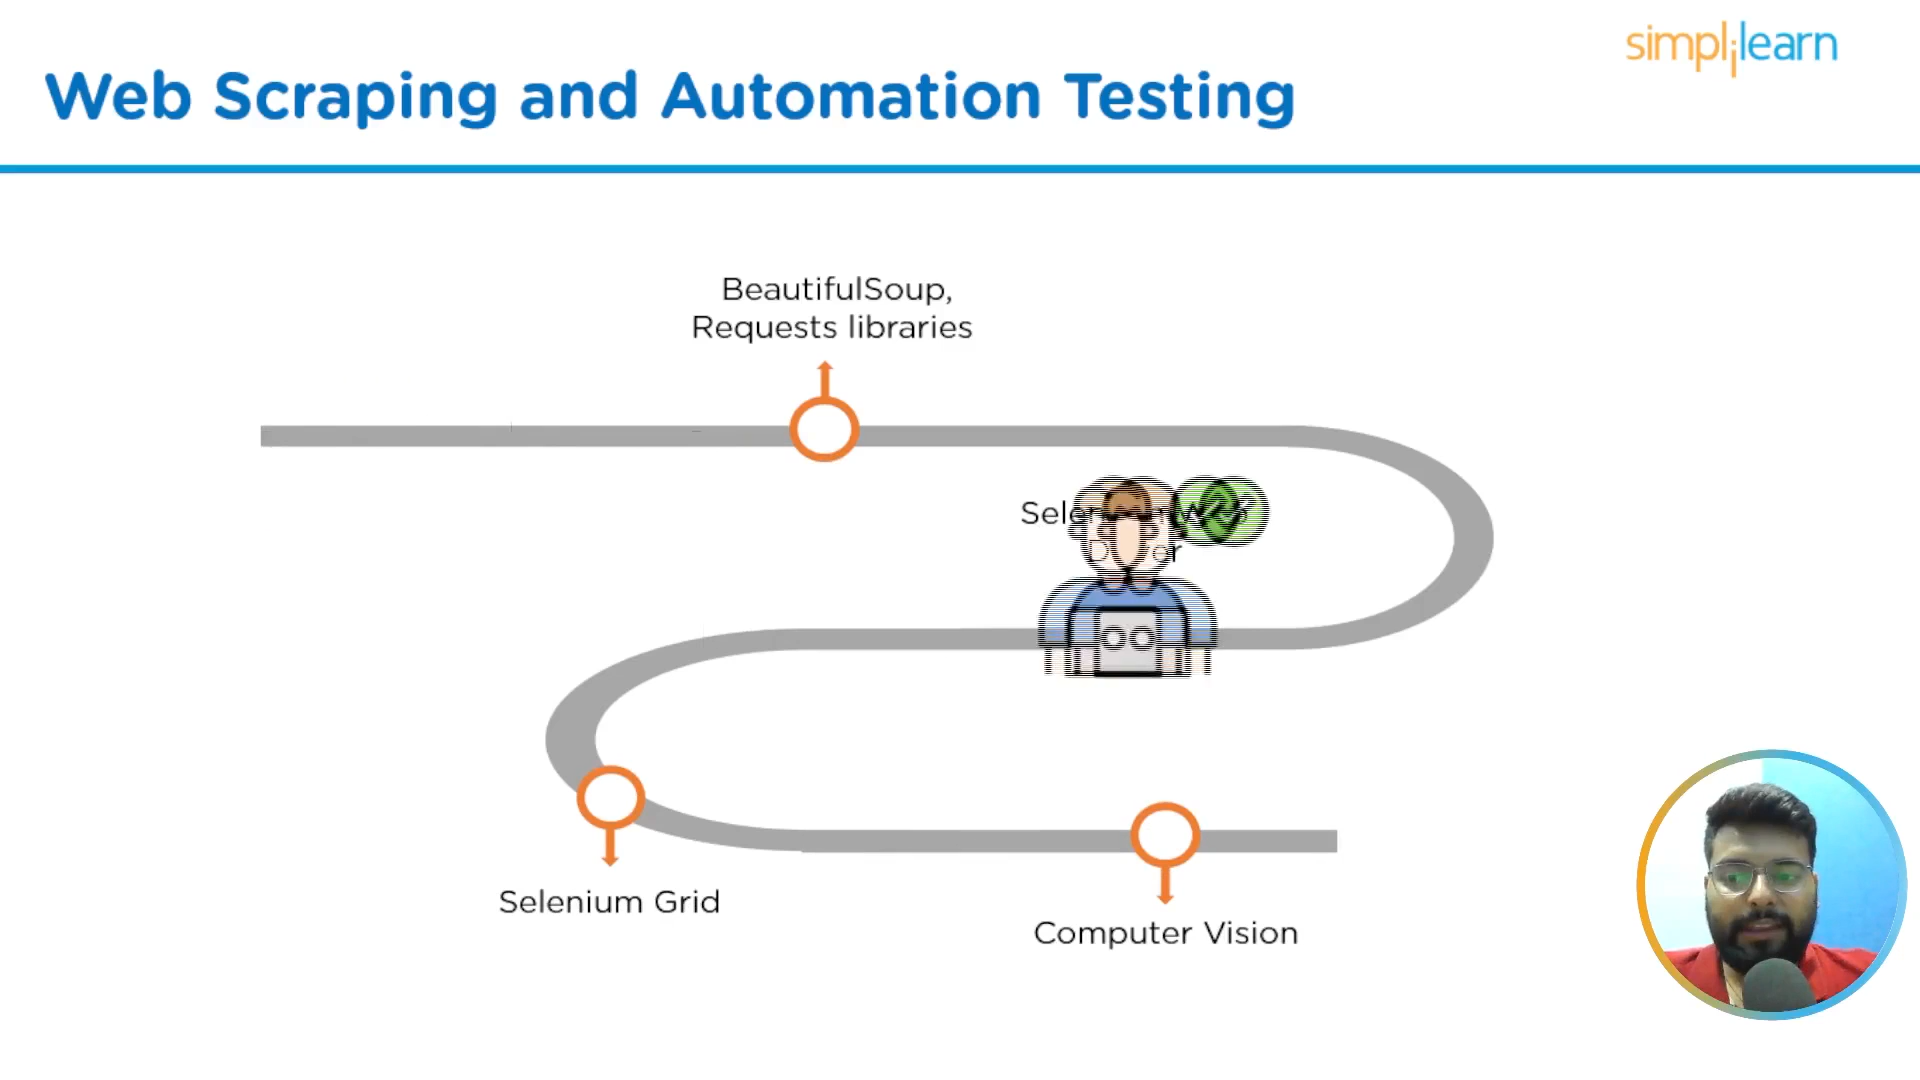 simplilearn
Web Scraping and Automation Testing
BeautifulSoup,
Requests libraries
Selenium Grid
Computer Vision